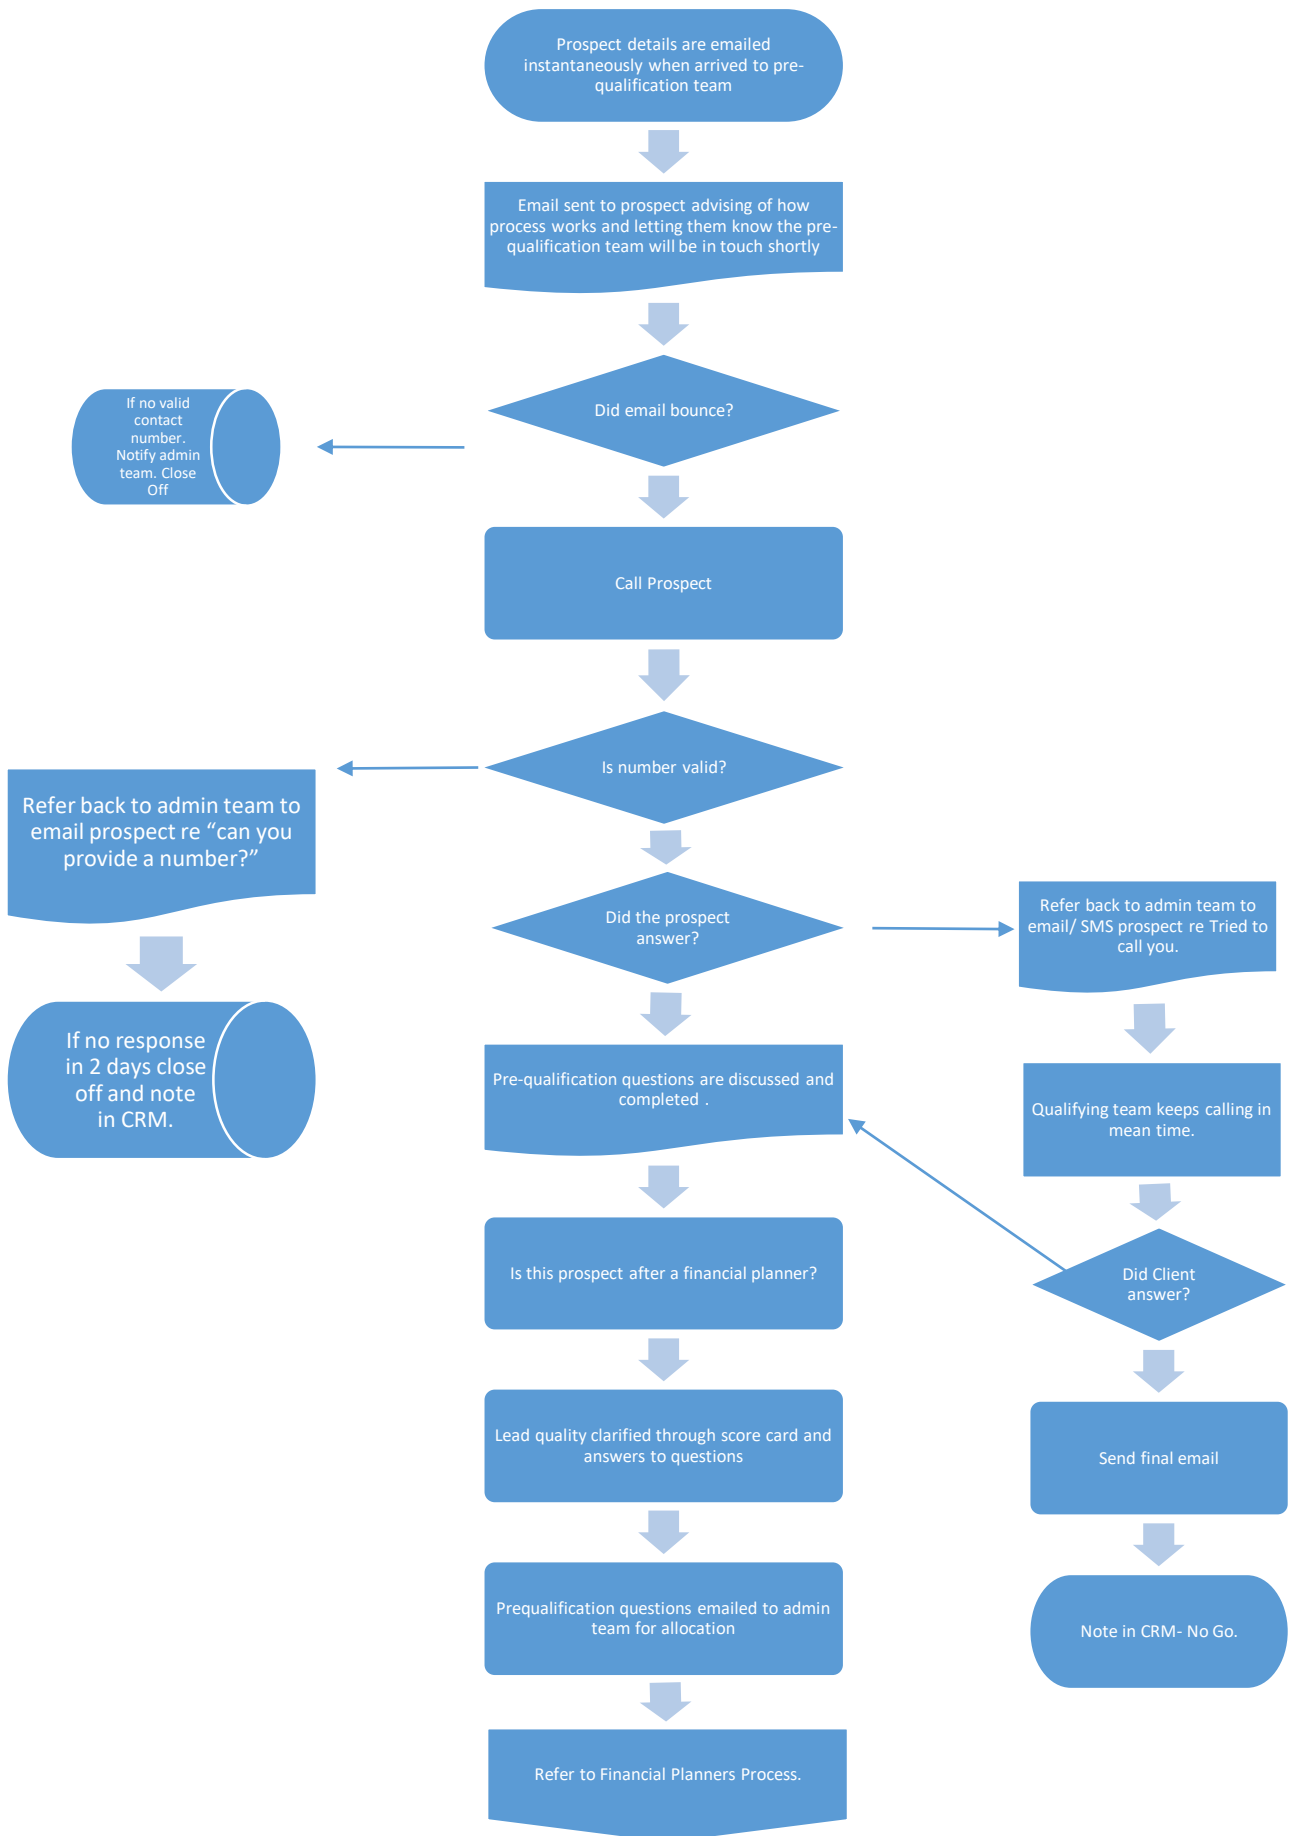 Prospect details are emailed
instantaneously when arrived to pre-
qualification team
Email sent to prospect advising of how
process works and letting them know the pre-
qualification team will be in touch shortly
Did email bounce?
If no valid
contact
number.
Notify admin
team. Close
Off
Call Prospect
Is number valid?
Refer back to admin team to
email prospect re “can you
provide a number?”
Did the prospect
answer?
Refer back to admin team to
email/ SMS prospect re Tried to
call you.
If no response
in 2 days close
off and note
in CRM.
Pre-qualification questions are discussed and
completed .
Qualifying team keeps calling in
mean time.
Is this prospect after a financial planner?
Did Client
answer?
Lead quality clarified through score card and
answers to questions
Send final email
Prequalification questions emailed to admin
team for allocation
Note in CRM- No Go.
Refer to Financial Planners Process.